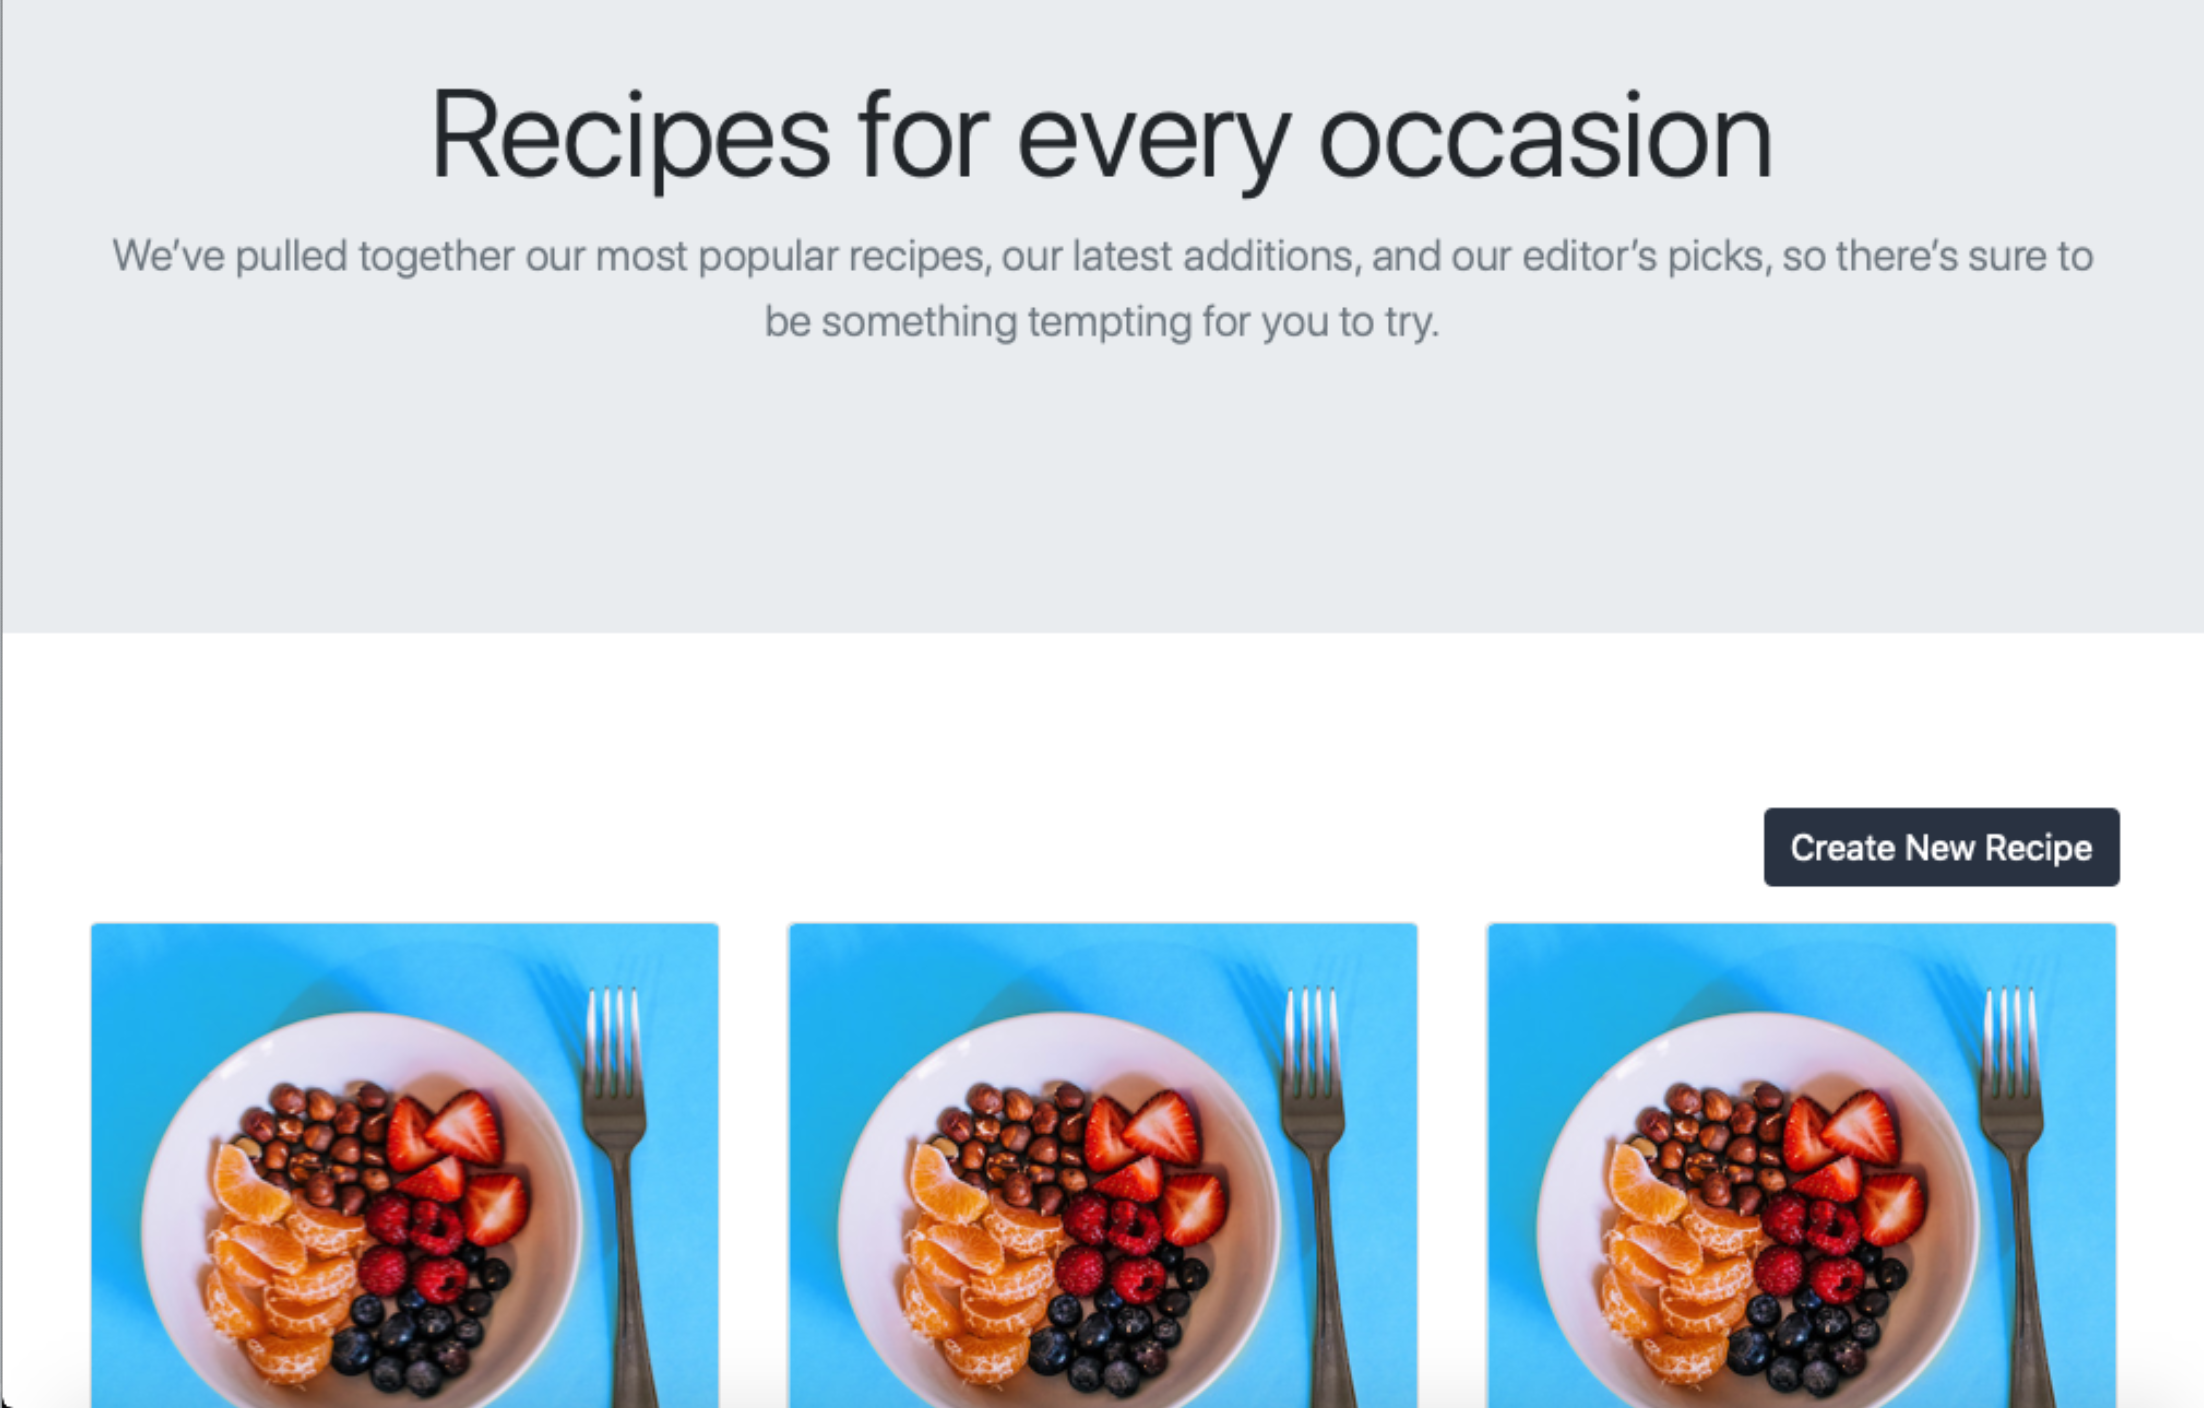 Recipes for every occasion
We’ve pulled together our most popular recipes, our latest additions, and our editor’s picks, so there’s sure to
be something tempting for you to try.
Create New Recipe